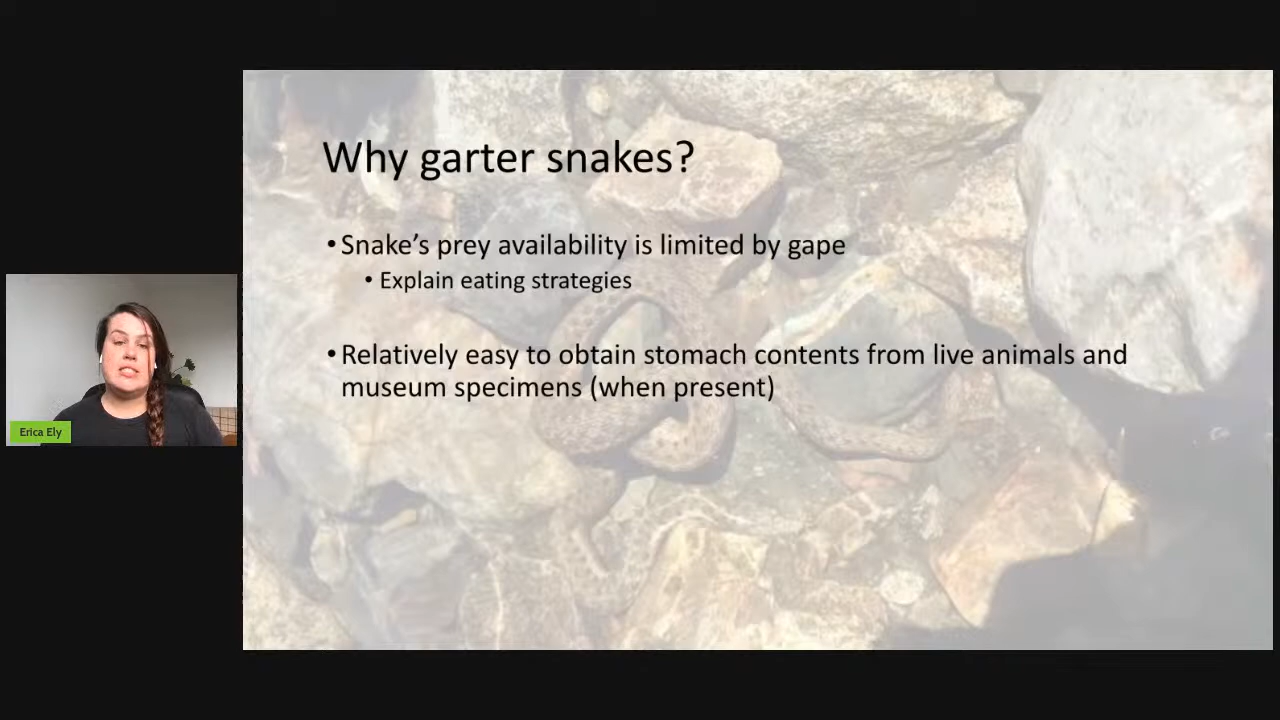 Why garter snakes?
•Snake’s prey availability is limited by gape
•Explain eating strategies
•Relatively easy to obtain stomach contents from live animals and
museum specimens (when present)
Erica Ely